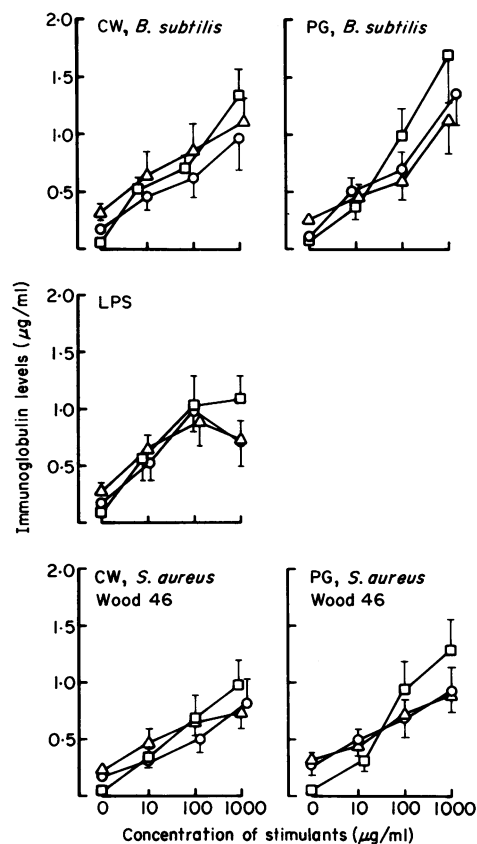 CW, B. subtilis
PG, B. subtilis
2·0
1·5
1·0
0·5
LPS
2·0
1·5
1·0
0·5
Immunoglobulin levels (μg/ml)
CW, S. aureus
Wood 46
PG, S. aureus
Wood 46
2·0
1·5
1·0
0·5
0 10 100 1000
0 10 100 1000
Concentration of stimulants (μg/ml)